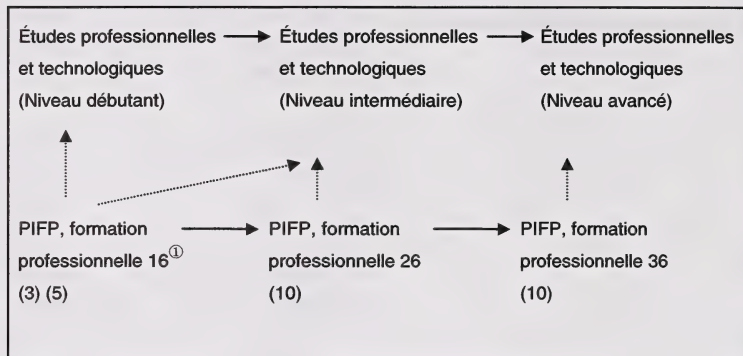 Études professionnelles
et technologiques
(Niveau débutant)
Études professionnelles
et technologiques
(Niveau intermédiaire)
Études professionnelles
et technologiques
(Niveau avancé)
PIFP, formation
professionnelle 16①
(3) (5)
PIFP, formation
professionnelle 26
(10)
PIFP, formation
professionnelle 36
(10)